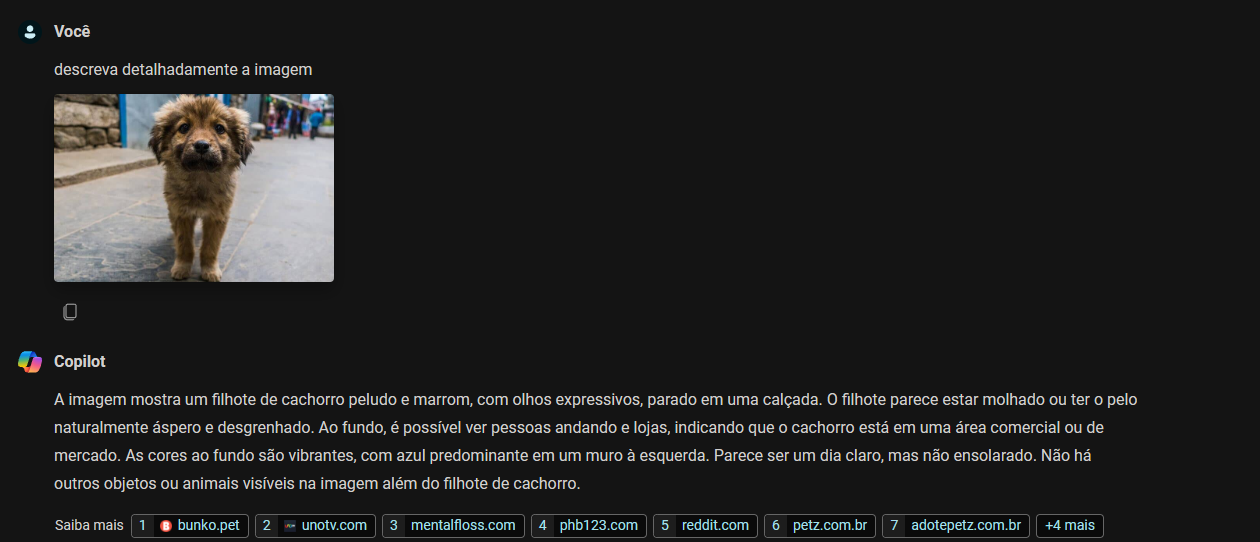 Você
descreva detalhadamente a imagem
Copilot
A imagem mostra um filhote de cachorro peludo e marrom, com olhos expressivos, parado em uma calçada. O filhote parece estar molhado ou ter o pelo
naturalmente áspero e desgrenhado. Ao fundo, é possível ver pessoas andando e lojas, indicando que o cachorro está em uma área comercial ou de
mercado. As cores ao fundo são vibrantes, com azul predominante em um muro à esquerda. Parece ser um dia claro, mas não ensolarado. Não há
outros objetos ou animais visíveis na imagem além do filhote de cachorro.
Saiba mais 1 bunko.pet 2 unotv.com 3 mentalfloss.com 4 phb123.com 5 reddit.com 6 petz.com.br 7 adotepetz.com.br +4 mais